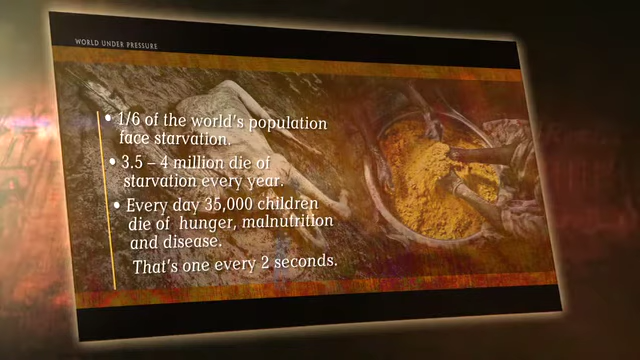 WORLD UNDER PRESSURE
• 1/6 of the world's population
face starvation.
• 3.5 – 4 million die of
starvation every year.
• Every day 35,000 children
die of hunger, malnutrition
and disease.
That's one every 2 seconds.